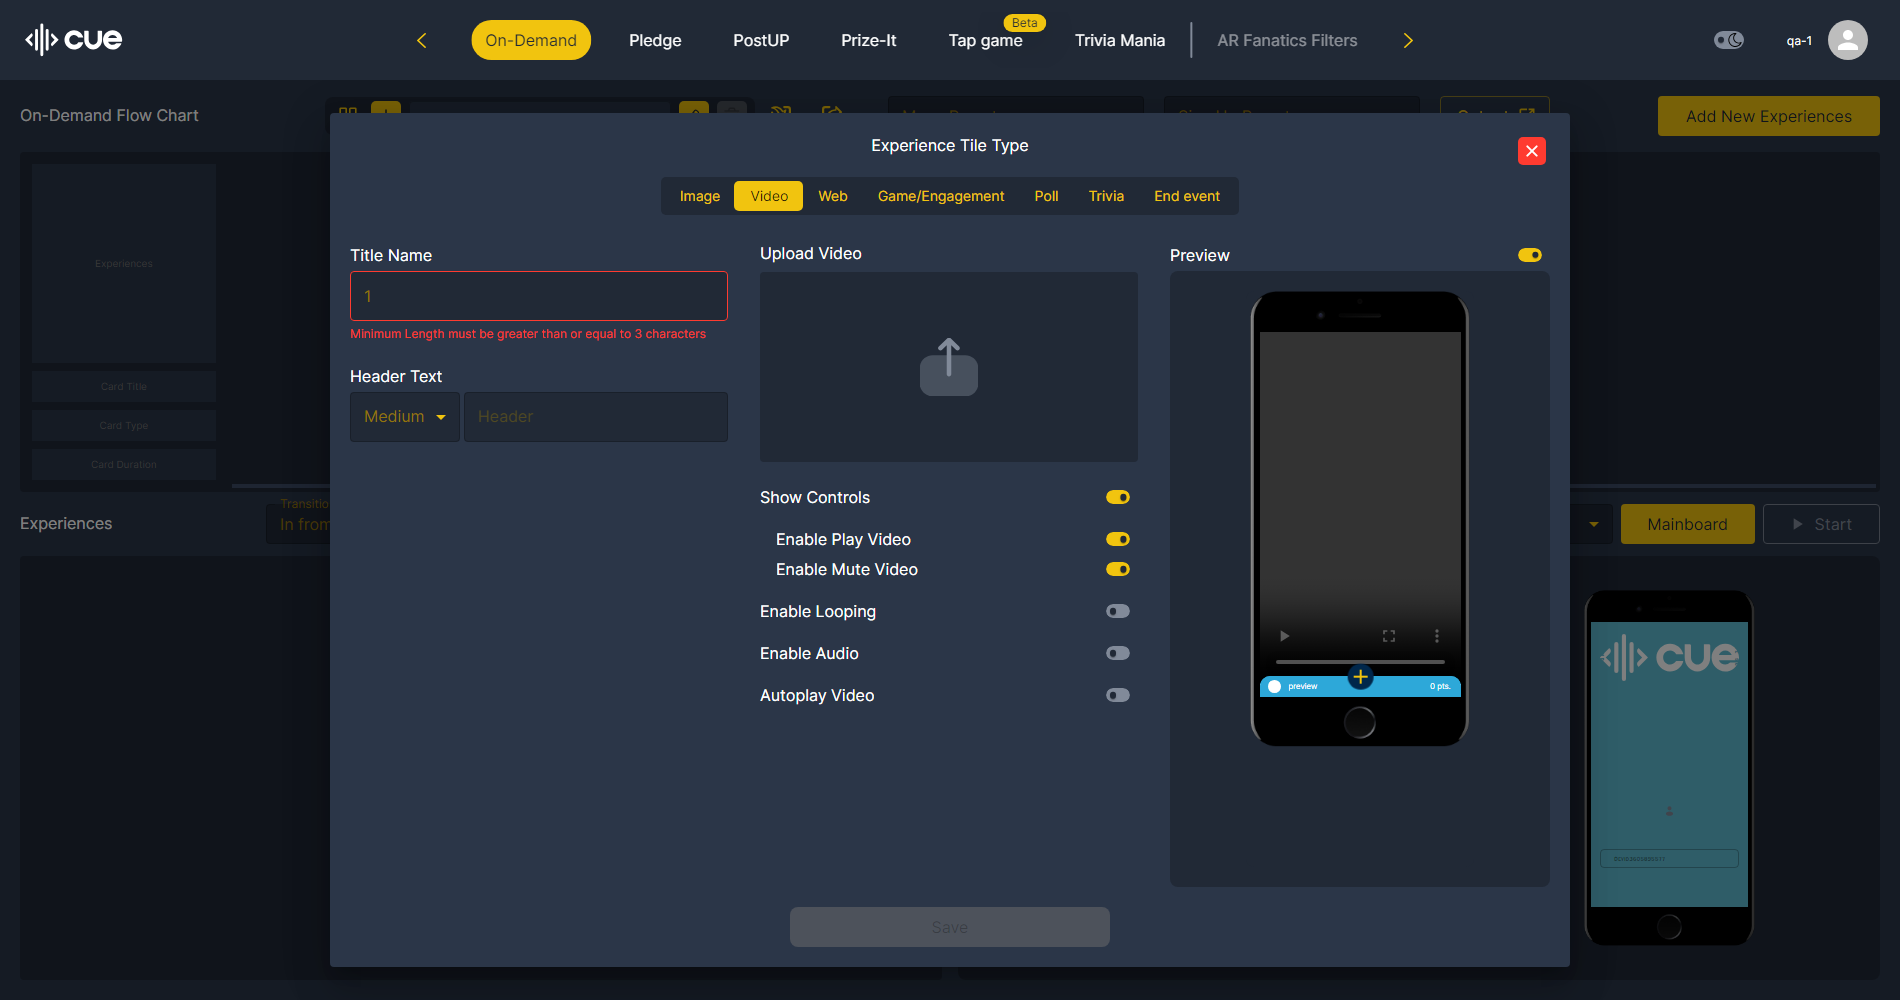 cue
On-Demand
Pledge
PostUP
Prize-It
Beta
Tap game
Trivia Mania
AR Fanatics Filters
qa-1
On-Demand Flow Chart
Add New Experiences
Experience Tile Type
Image
Video
Web
Game/Engagement
Poll
Trivia
End event
Title Name
1
Minimum Length must be greater than or equal to 3 characters
Header Text
Medium
Header
Upload Video
Show Controls
Enable Play Video
Enable Mute Video
Enable Looping
Enable Audio
Autoplay Video
Preview
preview
0 pts.
Save
Experiences
Card Title
Card Type
Card Duration
Experiences
Transitio
In from
Mainboard
Start
cue